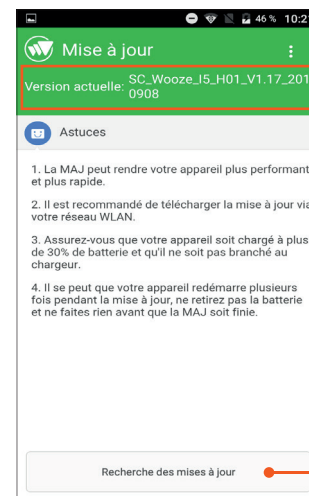 46 % 10:2
Mise à jour
Version actuelle: SC_Wooze_I5_H01_V1.17_201
0908
Astuces
1. La MAJ peut rendre votre appareil plus performant
et plus rapide.
2. Il est recommandé de télécharger la mise à jour via
votre réseau WLAN.
3. Assurez-vous que votre appareil soit chargé à plus
de 30% de batterie et qu'il ne soit pas branché au
chargeur.
4. Il se peut que votre appareil redémarre plusieurs
fois pendant la mise à jour, ne retirez pas la batterie
et ne faites rien avant que la MAJ soit finie.
Recherche des mises à jour